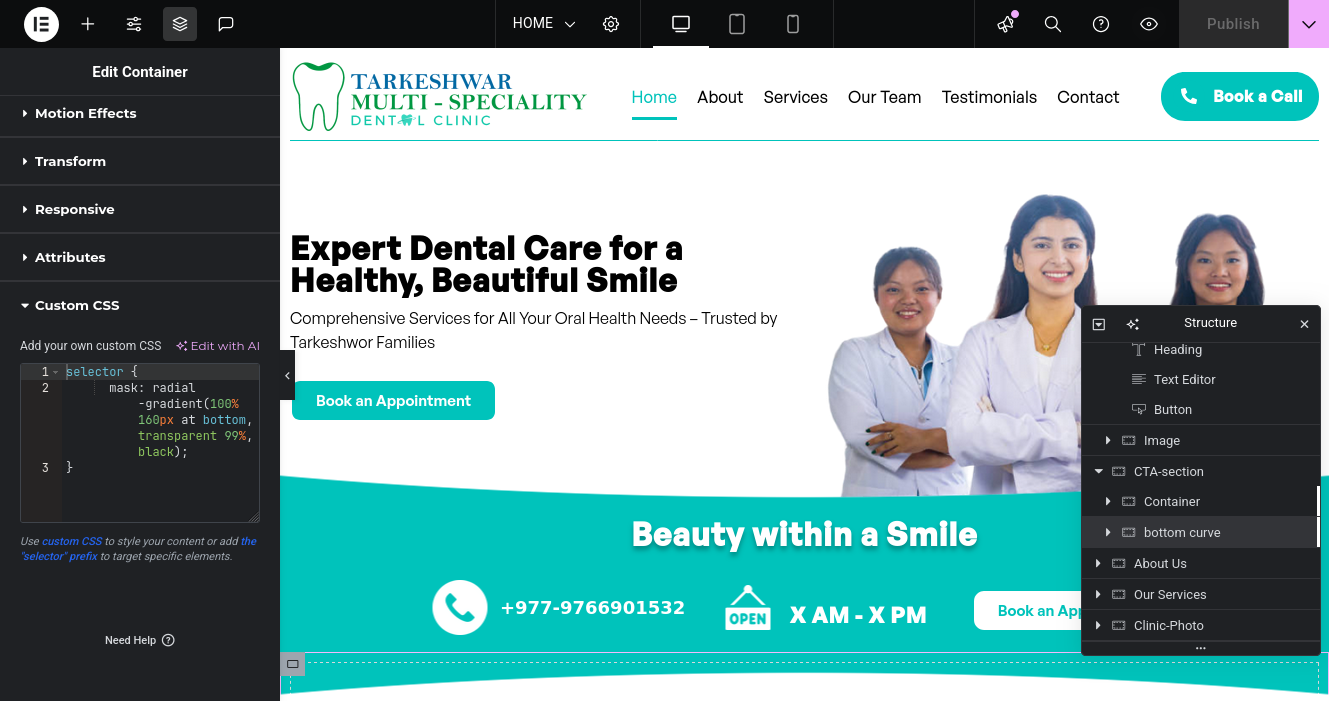 HOME
Publish
Edit Container
Motion Effects
Transform
Responsive
Attributes
Custom CSS
Add your own custom CSS
Edit with AI
1 selector {
2 mask: radial
-gradient(100%
160px at bottom,
transparent 99%,
black);
3 }
Use custom CSS to style your content or add the
"selector" prefix to target specific elements.
Need Help
TARKESHWAR
MULTI - SPECIALITY
DENTAL CLINIC
Home
About
Services
Our Team
Testimonials
Contact
Book a Call
Expert Dental Care for a
Healthy, Beautiful Smile
Comprehensive Services for All Your Oral Health Needs – Trusted by
Tarkeshwor Families
Book an Appointment
Beauty within a Smile
+977-9766901532
OPEN
X AM - X PM
Book an App
Structure
Heading
Text Editor
Button
Image
CTA-section
Container
bottom curve
About Us
Our Services
Clinic-Photo